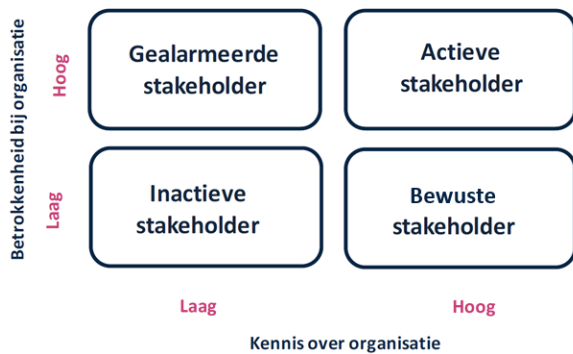 Betrokkenheid bij organisatie
Hoog
Gealarmeerde
stakeholder
Actieve
stakeholder
Laag
Inactieve
stakeholder
Bewuste
stakeholder
Laag
Hoog
Kennis over organisatie